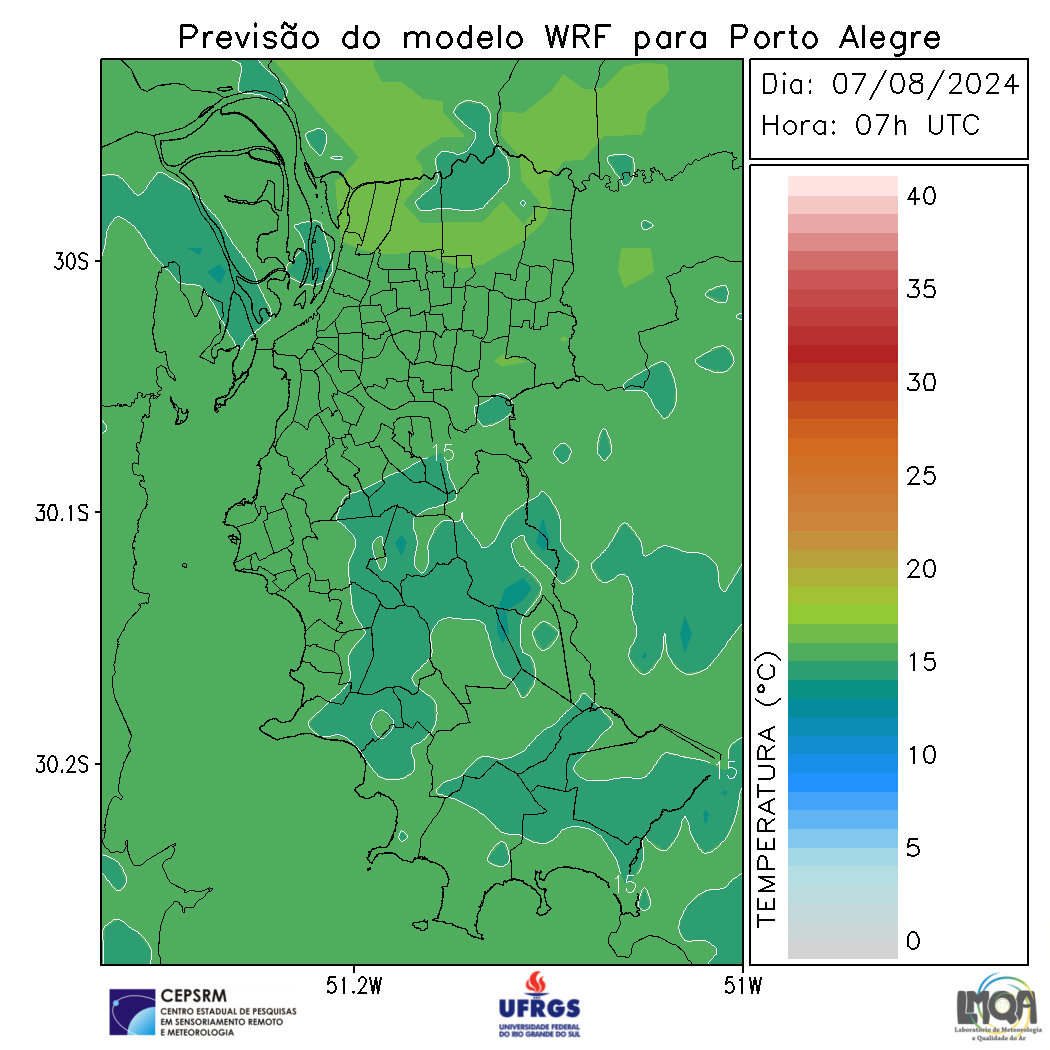 Previsão do modelo WRF para Porto Alegre
Dia: 07/08/2024
Hora: 07h UTC
30S
30.1S
30.2S
51.2W
51W
15
15
15
TEMPERATURA (°C)
40
35
30
25
20
15
10
5
0
CEPSRM
CENTRO ESTADUAL DE PESQUISAS
EM SENSORIAMENTO REMOTO
E METEOROLOGIA
UFRGS
UNIVERSIDADE FEDERAL
DO RIO GRANDE DO SUL
LMQA
Laboratório de Meteorologia
e Qualidade do Ar